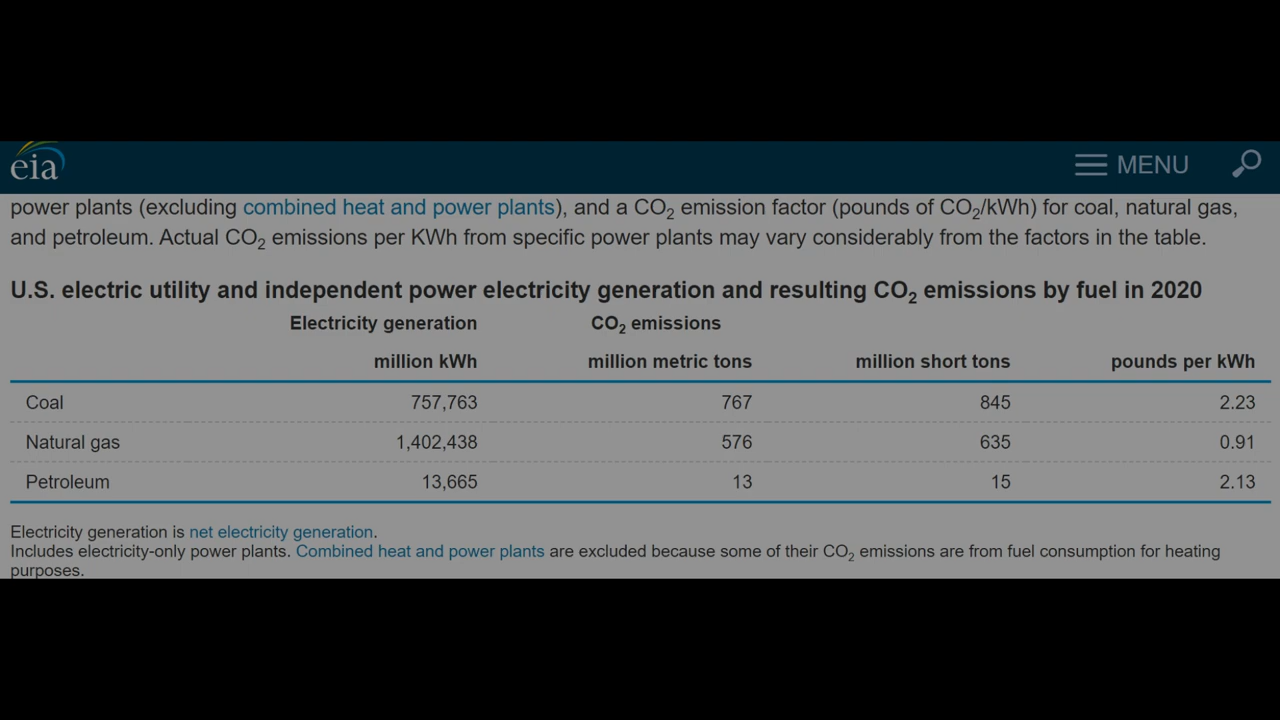 eia
MENU
power plants (excluding combined heat and power plants), and a CO₂ emission factor (pounds of CO₂/kWh) for coal, natural gas,
and petroleum. Actual CO₂ emissions per KWh from specific power plants may vary considerably from the factors in the table.
U.S. electric utility and independent power electricity generation and resulting CO₂ emissions by fuel in 2020
Electricity generation CO₂ emissions
million kWh million metric tons million short tons pounds per kWh
Coal 757,763 767 845 2.23
Natural gas 1,402,438 576 635 0.91
Petroleum 13,665 13 15 2.13
Electricity generation is net electricity generation.
Includes electricity-only power plants. Combined heat and power plants are excluded because some of their CO₂ emissions are from fuel consumption for heating
purposes.